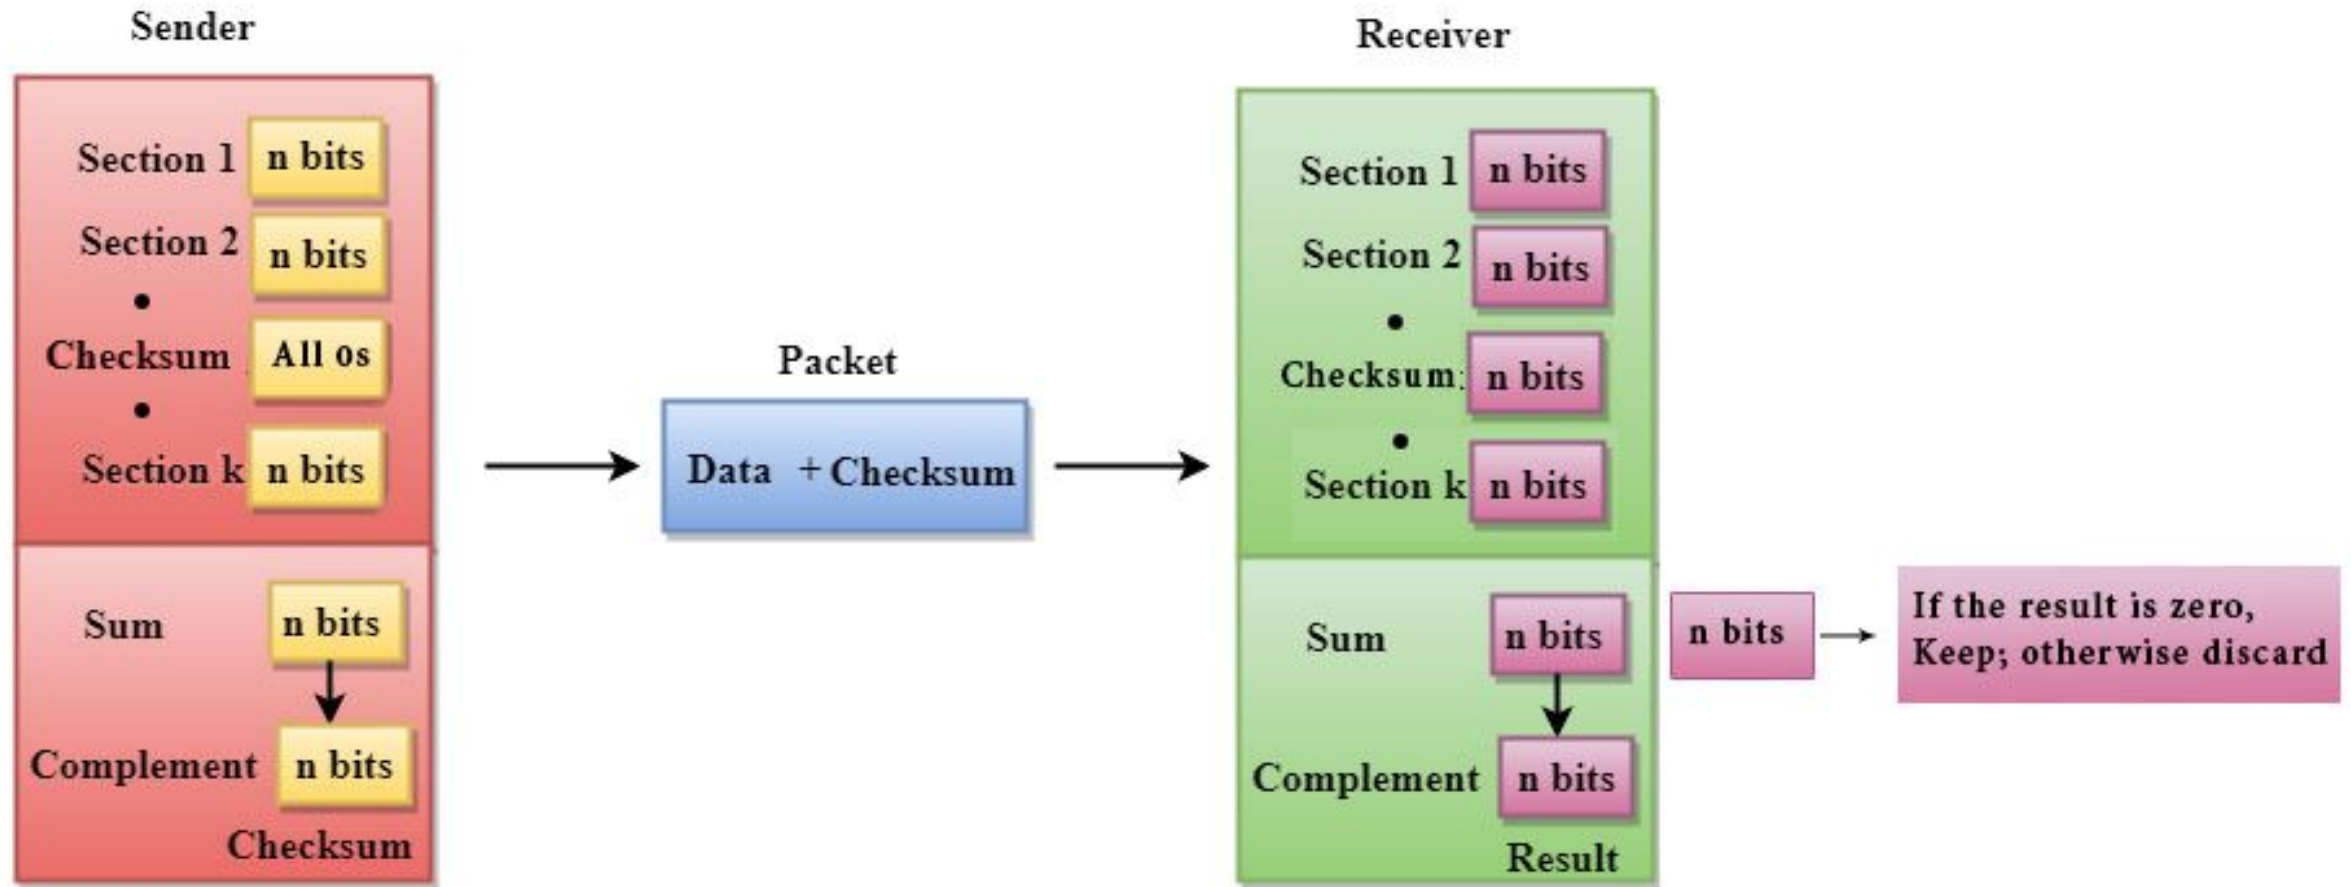 Sender
Section 1 n bits
Section 2 n bits
Checksum All os
Section k n bits
Sum n bits
Complement n bits
Checksum
Packet
Data + Checksum
Receiver
Section 1 n bits
Section 2 n bits
Checksum: n bits
Section k n bits
Sum n bits
Complement n bits
Result
n bits
If the result is zero,
Keep; otherwise discard